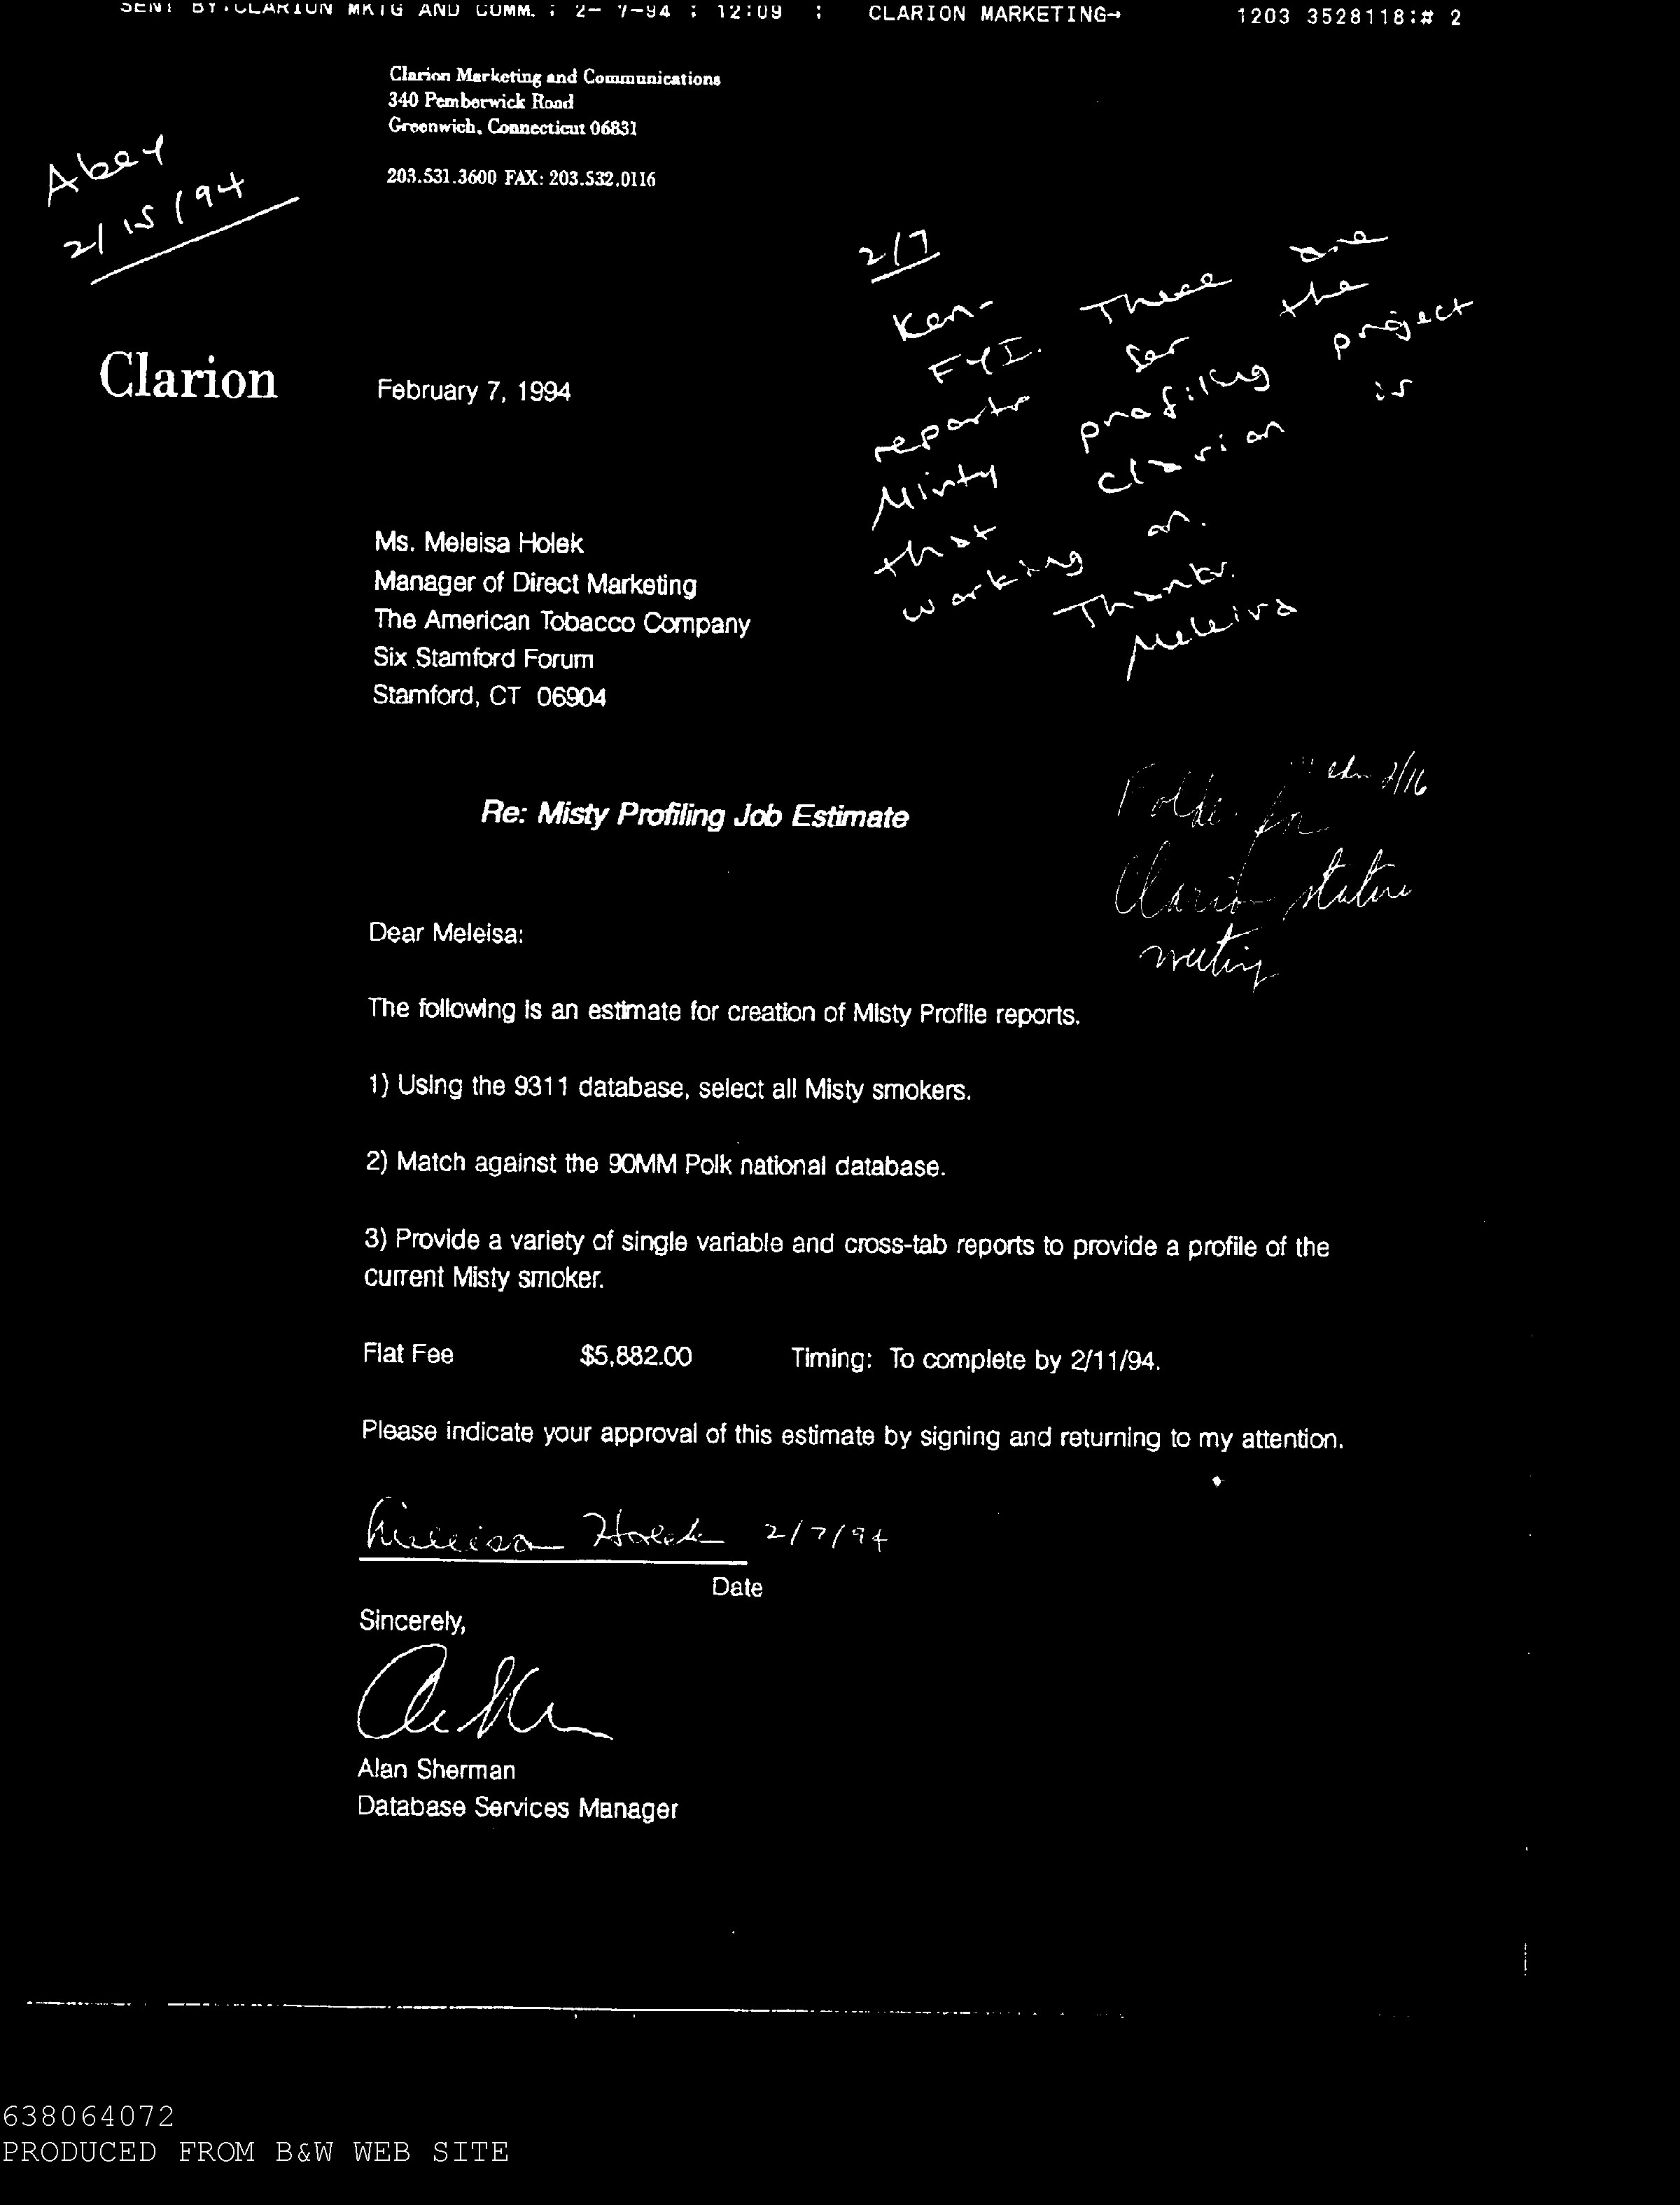 SENT BY:CLARION MKTG AND COMM. ; 2- 7-94 ; 12:09 ; CLARION MARKETING→ 1203 3528118:# 2
Clarion Marketing and Communications
340 Pemberwick Road
Greenwich, Connecticut 06831
203.531.3600 FAX: 203.532.0116
2/15/94
2/7
Ken-
FYI. These are
reports for the
Misty profiling project
that Clarion is
working on.
Thanks.
Meleisa
Clarion
February 7, 1994
Ms. Meleisa Holek
Manager of Direct Marketing
The American Tobacco Company
Six Stamford Forum
Stamford, CT 06904
2/16
Clarion
meeting
Re: Misty Profiling Job Estimate
Dear Meleisa:
The following is an estimate for creation of Misty Profile reports.
1) Using the 9311 database, select all Misty smokers.
2) Match against the 90MM Polk national database.
3) Provide a variety of single variable and cross-tab reports to provide a profile of the
current Misty smoker.
Flat Fee $5,882.00 Timing: To complete by 2/11/94.
Please indicate your approval of this estimate by signing and returning to my attention.
Meleisa Holek 2/7/94
Date
Sincerely,
Alan Sherman
Database Services Manager
638064072
PRODUCED FROM B&W WEB SITE